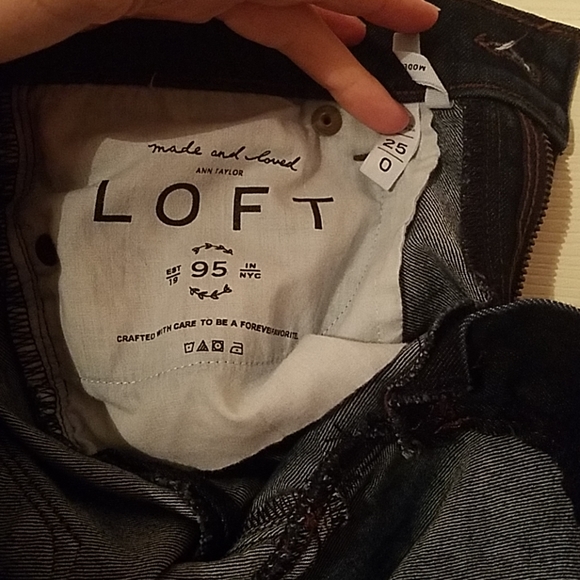 made and loved
ANN TAYLOR
LOFT
EST 19 95 IN NYC
CRAFTED WITH CARE TO BE A FOREVER FAVORITE
25
0